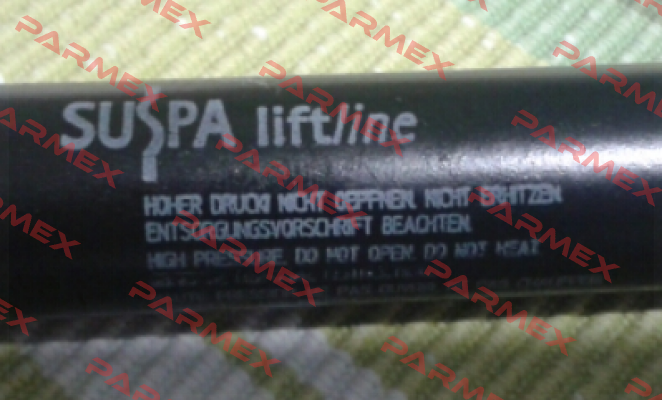 SUSPA liftline
HOHER DRUCK! NICHT OEFFNEN. NICHT ERHITZEN.
ENTSORGUNGSVORSCHRIFT BEACHTEN.
HIGH PRESSURE. DO NOT OPEN. DO NOT HEAT.
PARMEX